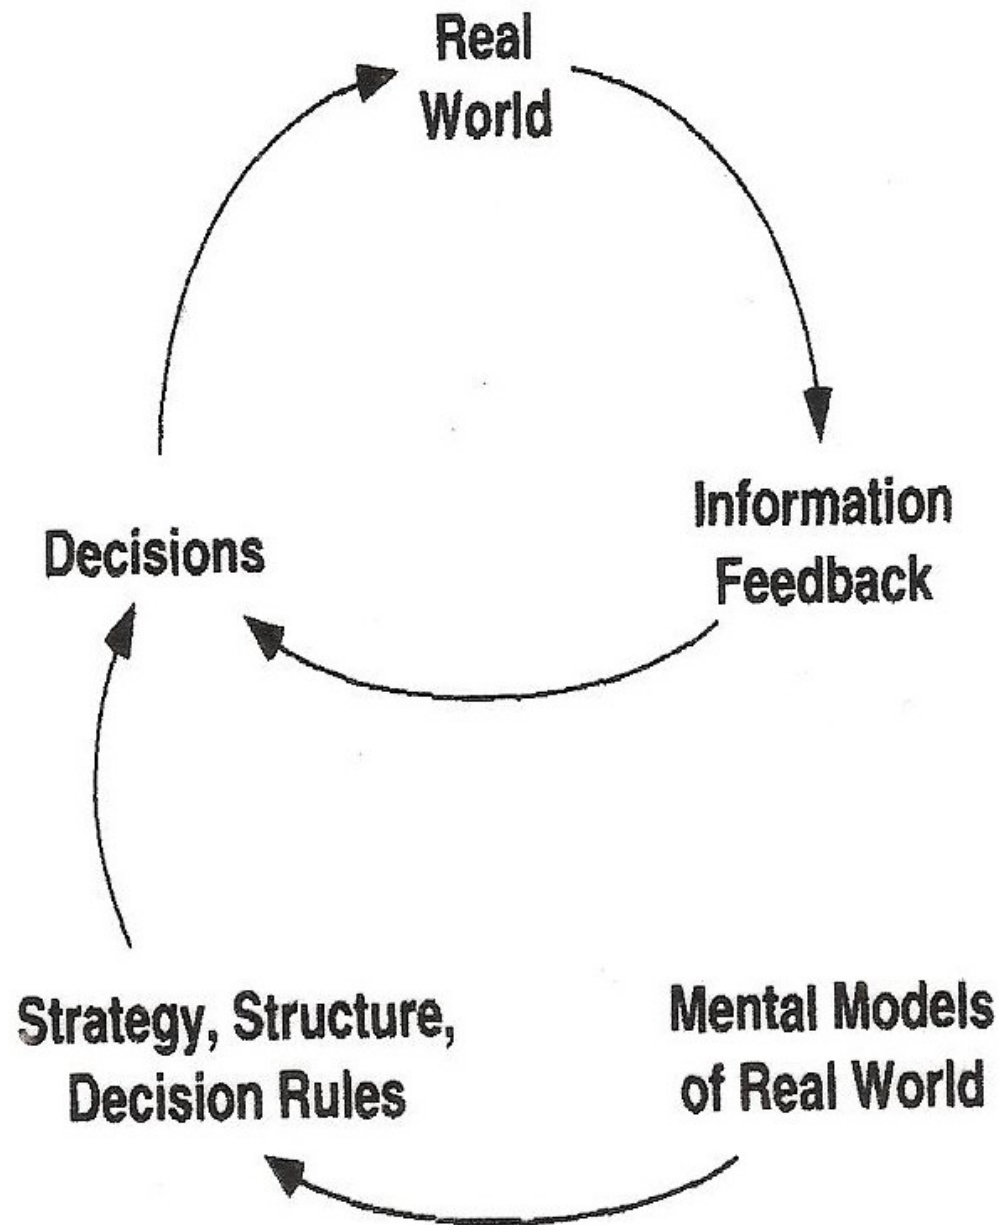 Real
World
Information
Feedback
Decisions
Strategy, Structure,
Decision Rules
Mental Models
of Real World